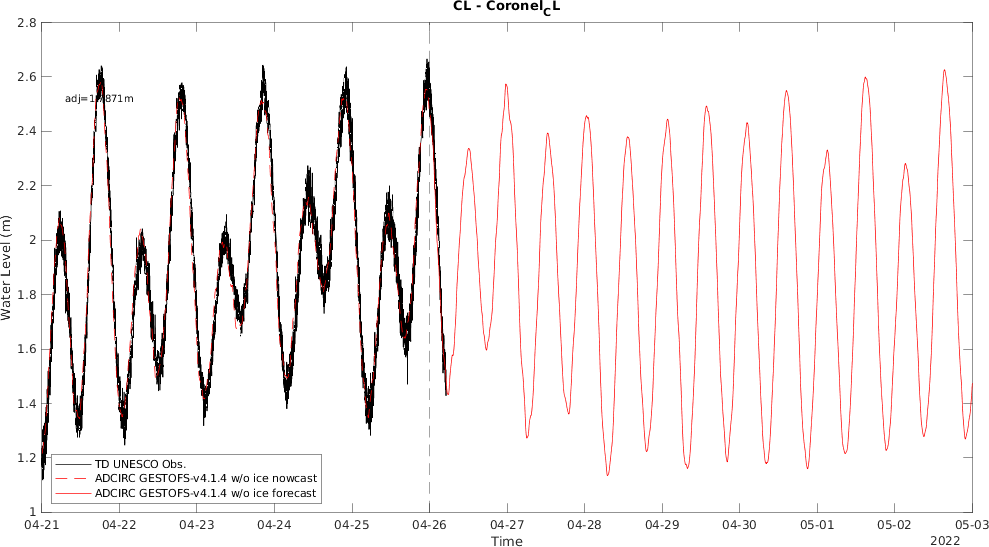 CL - Coronel_CL
2.8
2.6
2.4
2.2
2
1.8
1.6
1.4
1.2
1
Water Level (m)
TD UNESCO Obs.
ADCIRC GESTOFS-v4.1.4 w/o ice nowcast
ADCIRC GESTOFS-v4.1.4 w/o ice forecast
04-21 04-22 04-23 04-24 04-25 04-26 04-27 04-28 04-29 04-30 05-01 05-02 05-03
Time
2022